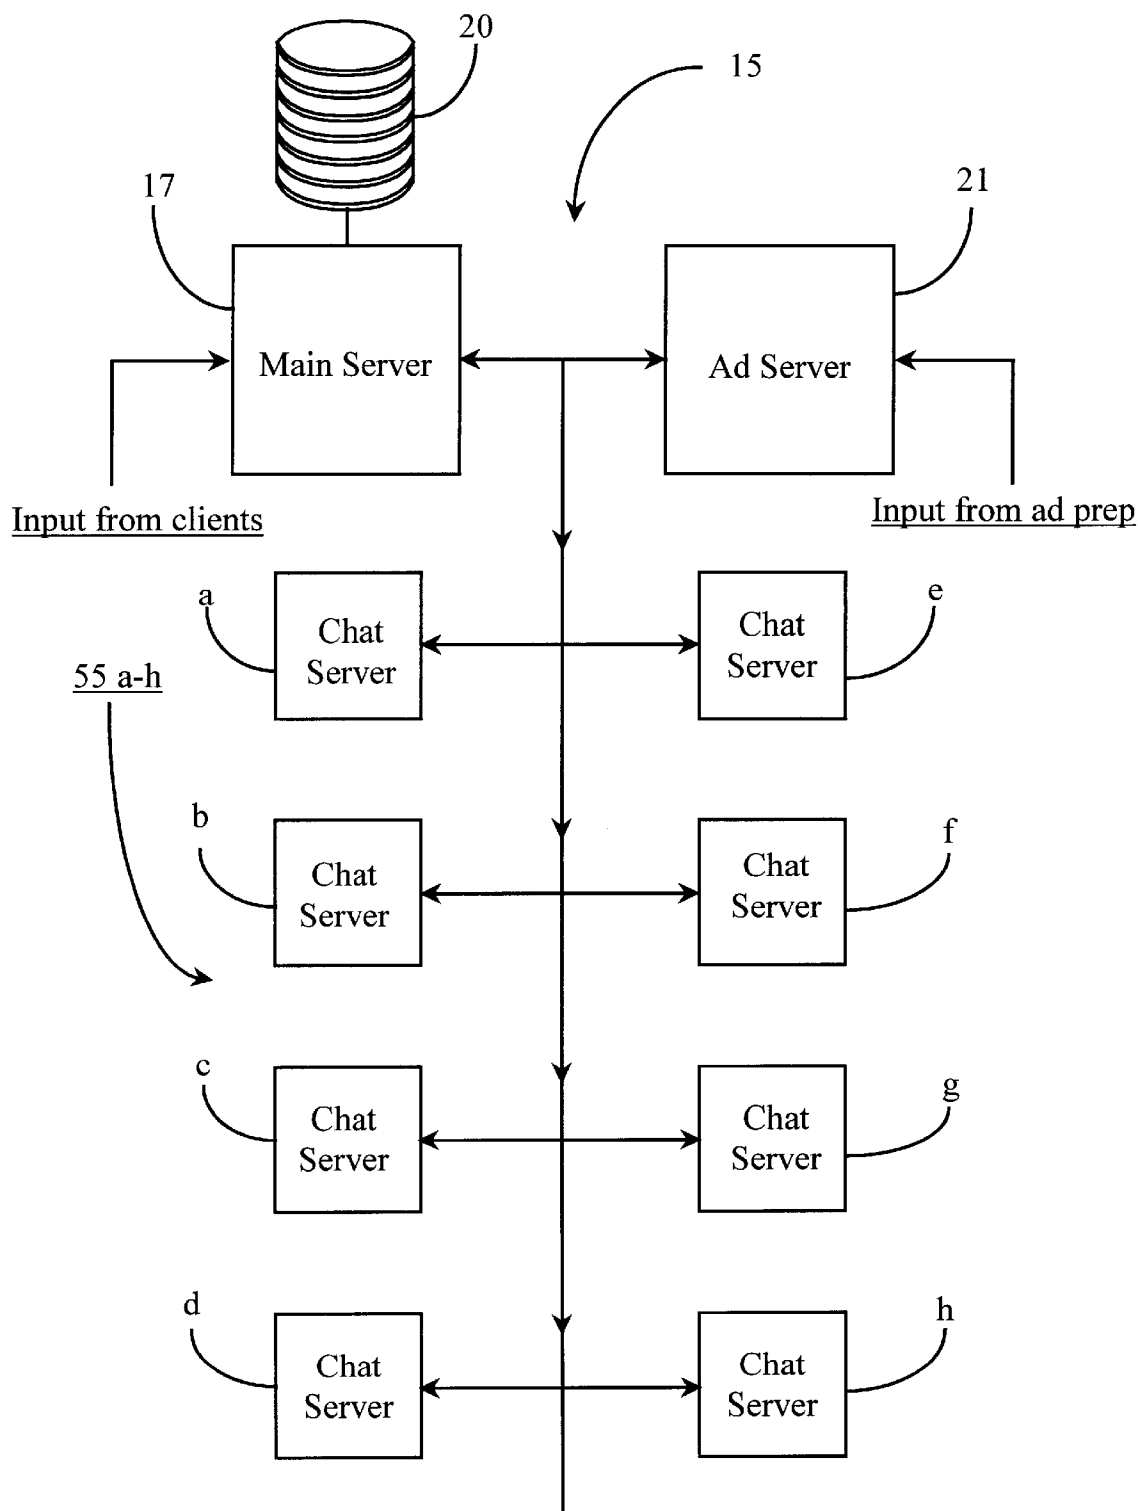 20
15
17
21
Main Server
Ad Server
Input from clients
Input from ad prep
a
Chat
Server
e
Chat
Server
55 a-h
b
Chat
Server
f
Chat
Server
c
Chat
Server
g
Chat
Server
d
Chat
Server
h
Chat
Server